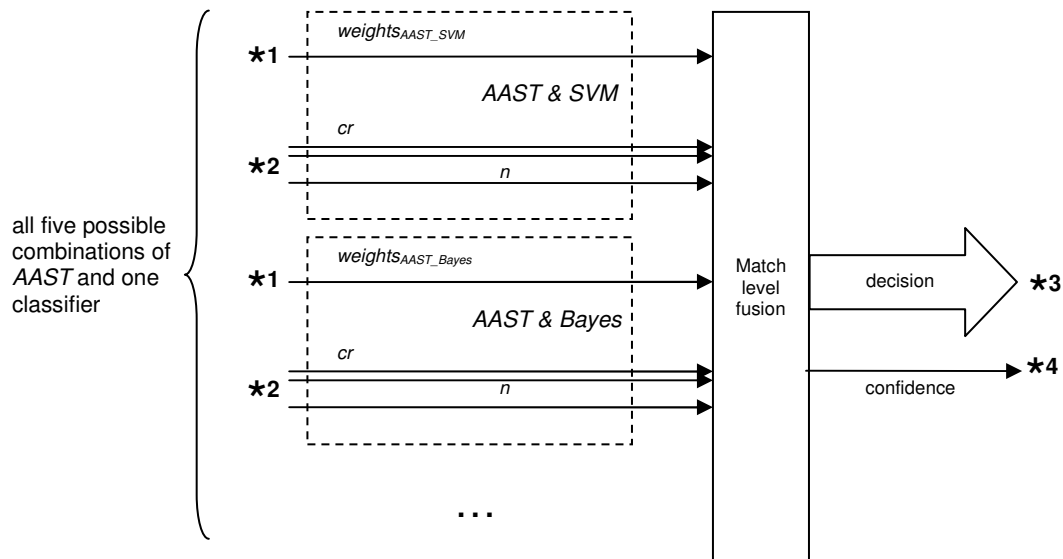 weightsAAST_SVM
*1
AAST & SVM
cr
*2
n
all five possible
combinations of
AAST and one
classifier
weightsAAST_Bayes
*1
AAST & Bayes
cr
*2
n
...
Match
level
fusion
decision
*3
*4
confidence